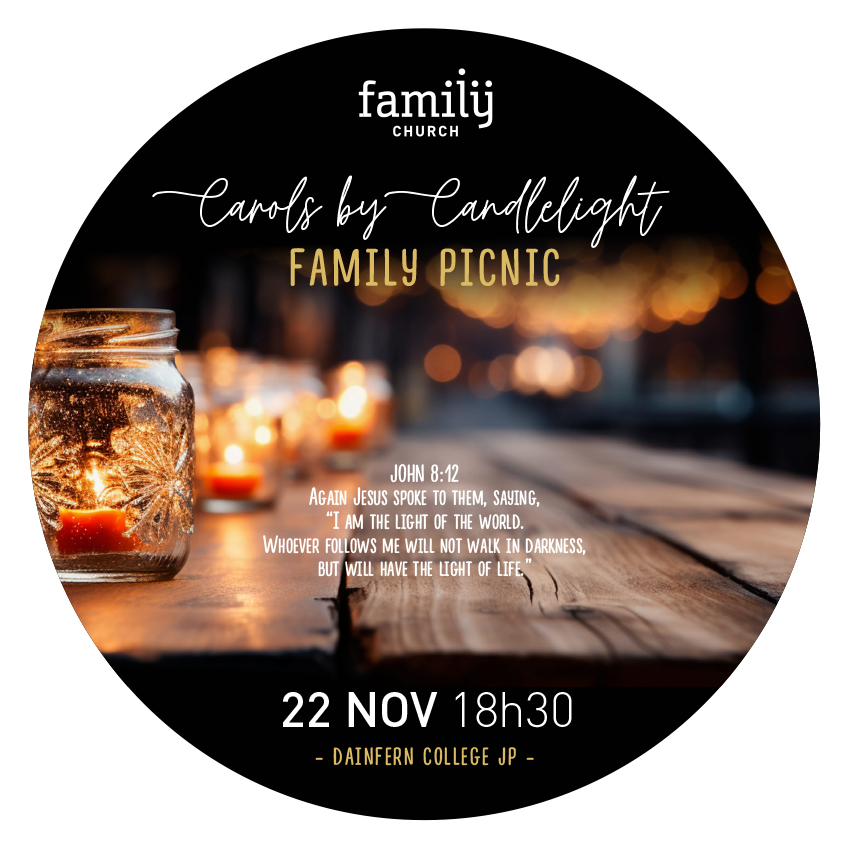 family
CHURCH
Carols by Candlelight
FAMILY PICNIC
JOHN 8:12
AGAIN JESUS SPOKE TO THEM, SAYING,
“I AM THE LIGHT OF THE WORLD.
WHOEVER FOLLOWS ME WILL NOT WALK IN DARKNESS,
BUT WILL HAVE THE LIGHT OF LIFE.”
22 NOV 18h30
- DAINFERN COLLEGE JP -